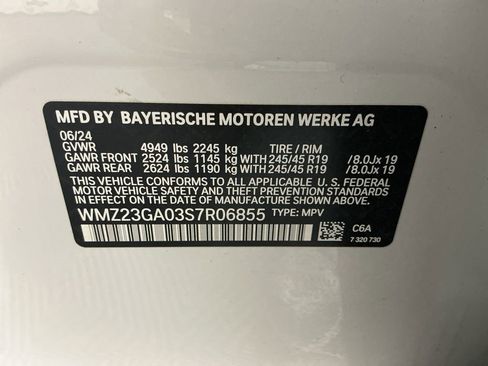 MFD BY BAYERISCHE MOTOREN WERKE AG
06/24
GVWR 4949 lbs 2245 kg TIRE / RIM
GAWR FRONT 2524 lbs 1145 kg WITH 245/45 R19 /8.0Jx 19
GAWR REAR 2624 lbs 1190 kg WITH 245/45 R19 /8.0Jx 19
THIS VEHICLE CONFORMS TO ALL APPLICABLE U. S. FEDERAL
MOTOR VEHICLE SAFETY AND THEFT PREVENTION STANDARDS
IN EFFECT ON THE DATE OF MANUFACTURE SHOWN ABOVE.
WMZ23GA03S7R06855 TYPE: MPV
C6A
7 320 730